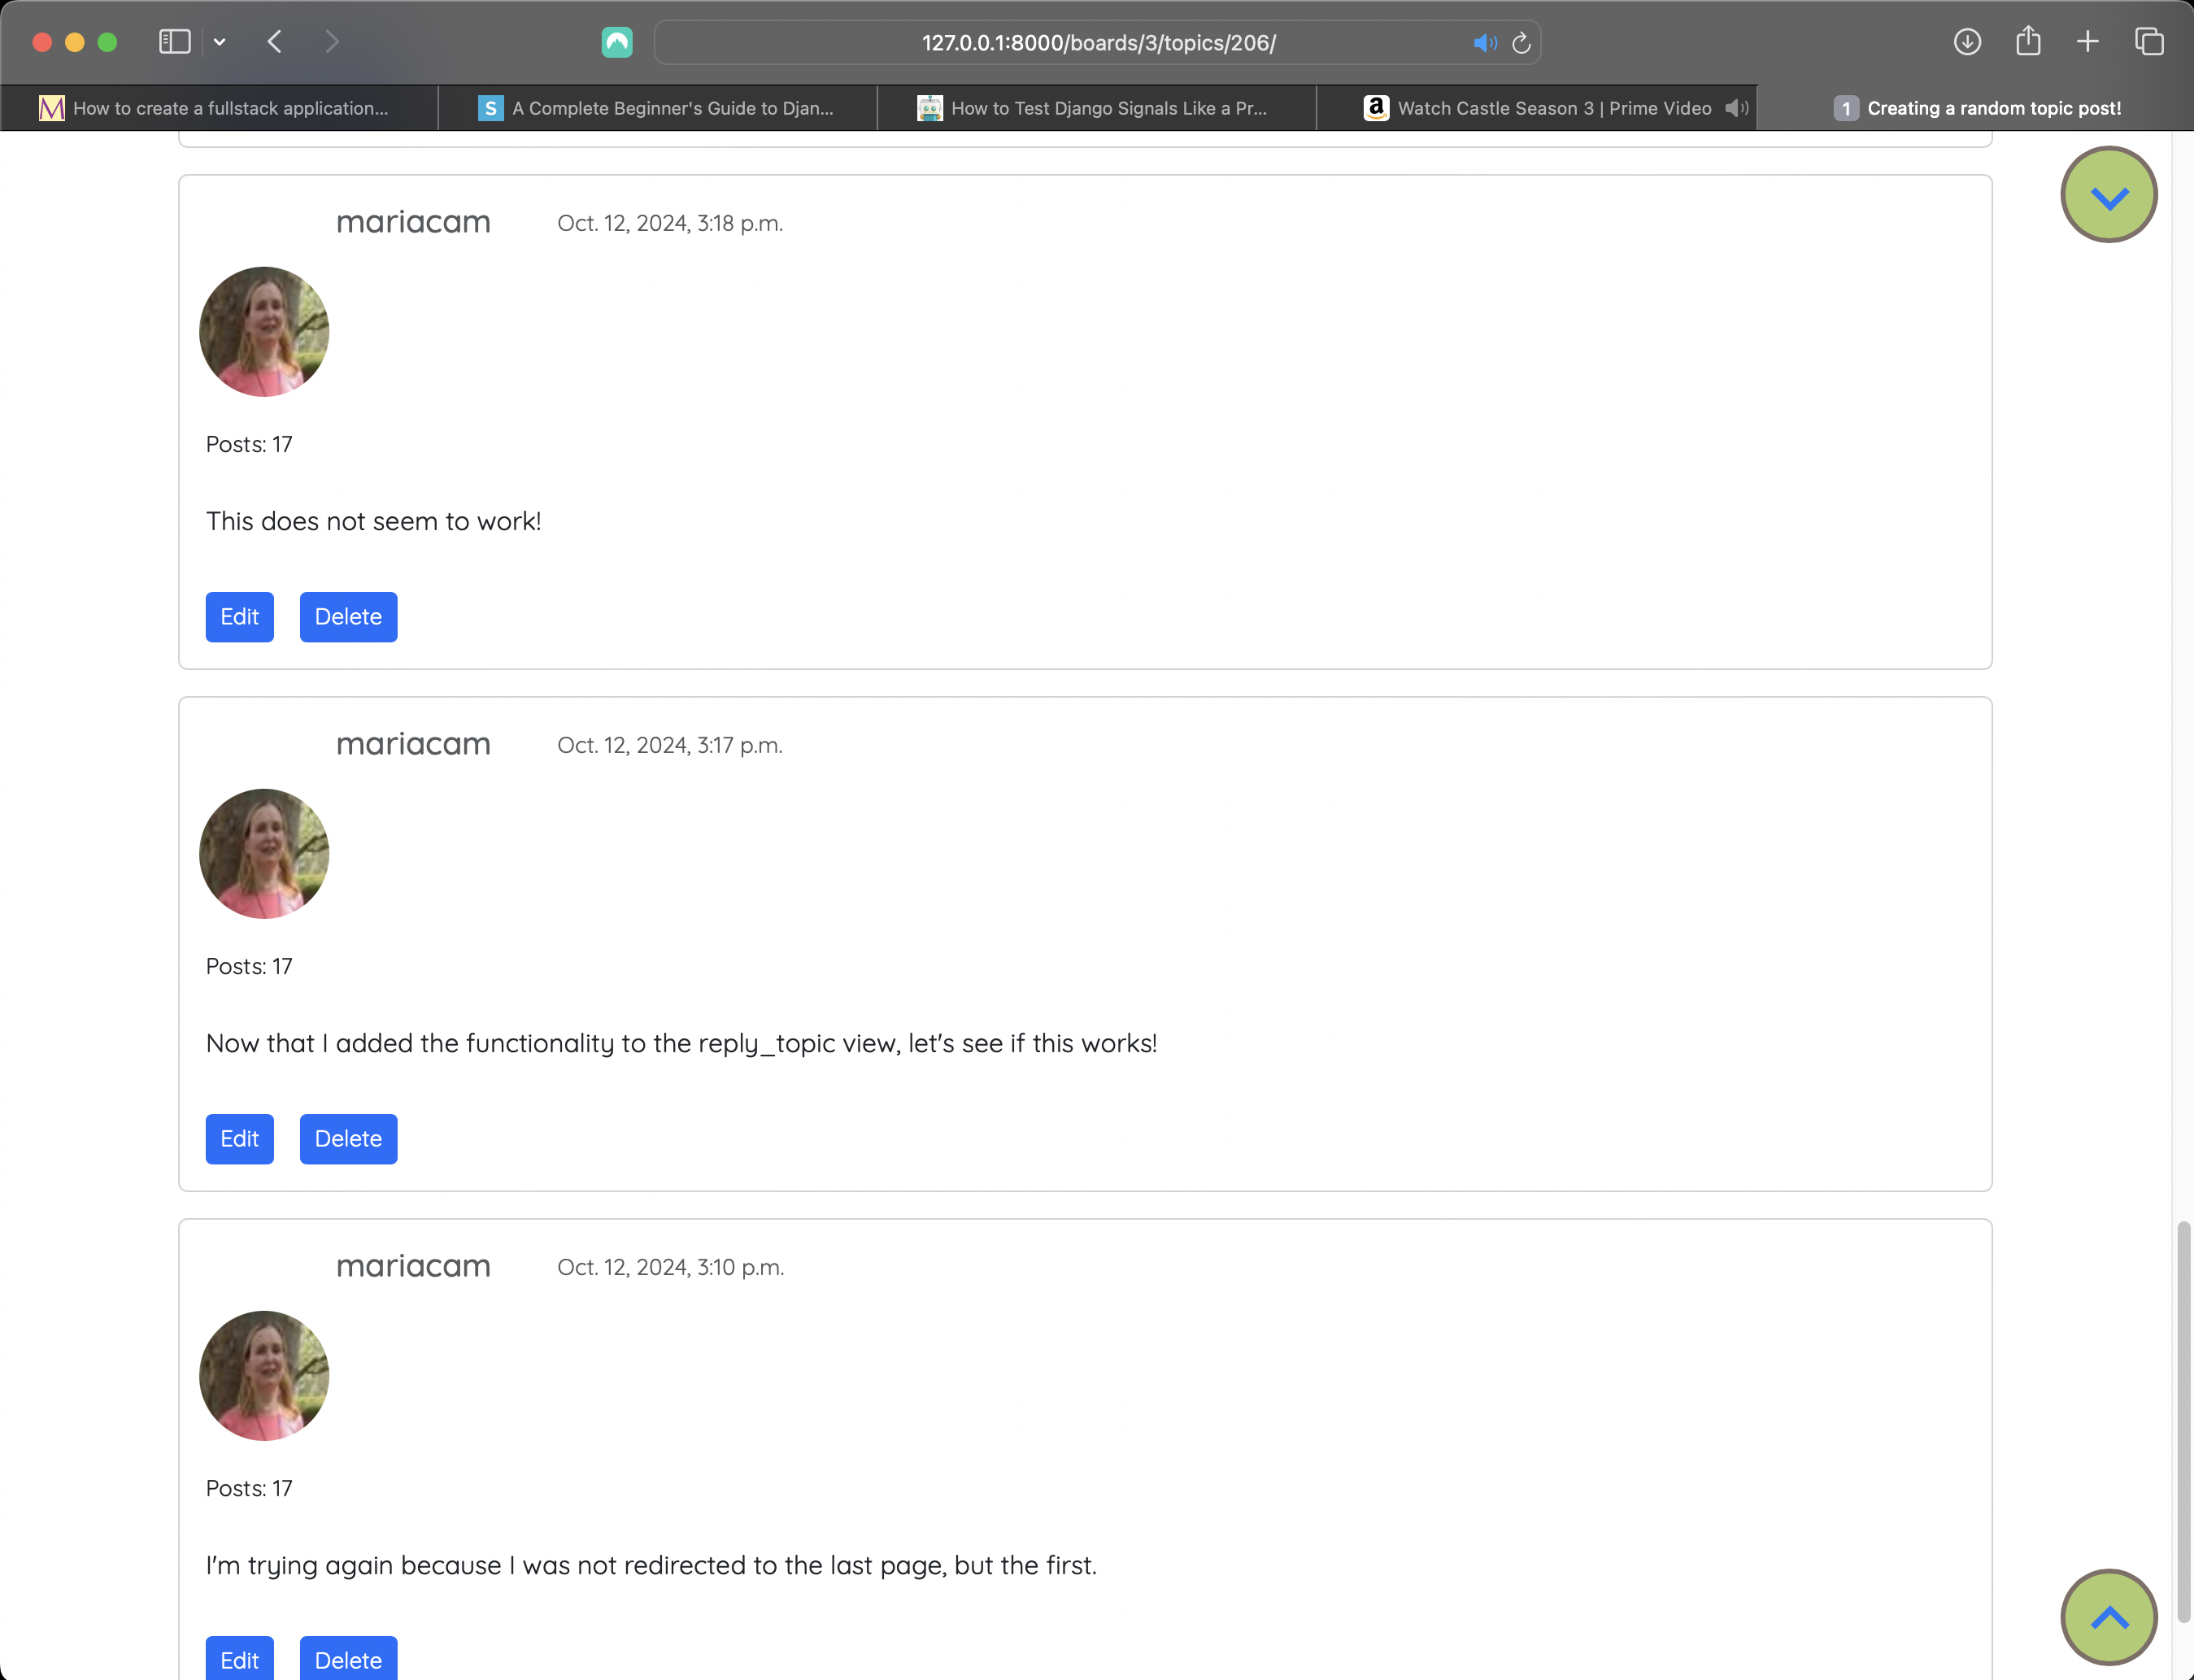 127.0.0.1:8000/boards/3/topics/206/
How to create a fullstack application...
S A Complete Beginner's Guide to Djan...
How to Test Django Signals Like a Pr...
a Watch Castle Season 3 | Prime Video
1 Creating a random topic post!
mariacam Oct. 12, 2024, 3:18 p.m.
Posts: 17
This does not seem to work!
Edit Delete
mariacam Oct. 12, 2024, 3:17 p.m.
Posts: 17
Now that I added the functionality to the reply_topic view, let's see if this works!
Edit Delete
mariacam Oct. 12, 2024, 3:10 p.m.
Posts: 17
I'm trying again because I was not redirected to the last page, but the first.
Edit Delete